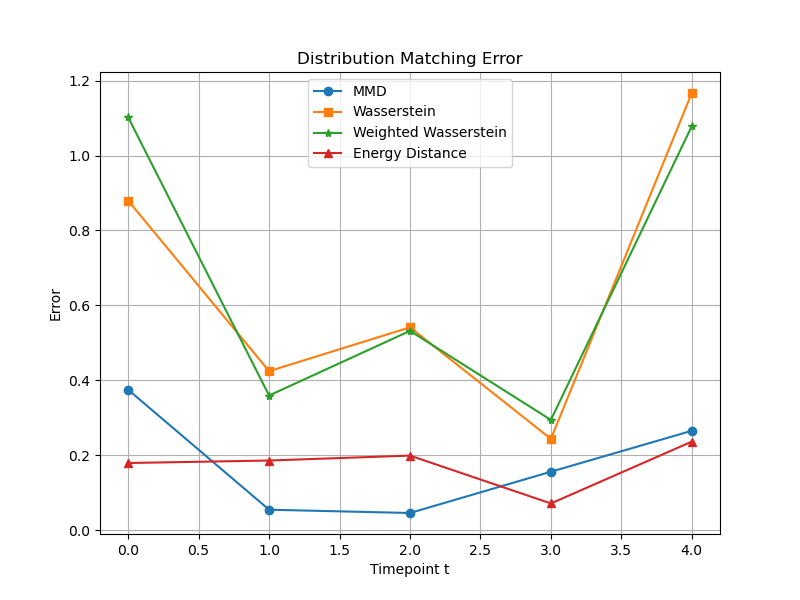 Distribution Matching Error
MMD
Wasserstein
Weighted Wasserstein
Energy Distance
Error
1.2
1.0
0.8
0.6
0.4
0.2
0.0
0.0 0.5 1.0 1.5 2.0 2.5 3.0 3.5 4.0
Timepoint t